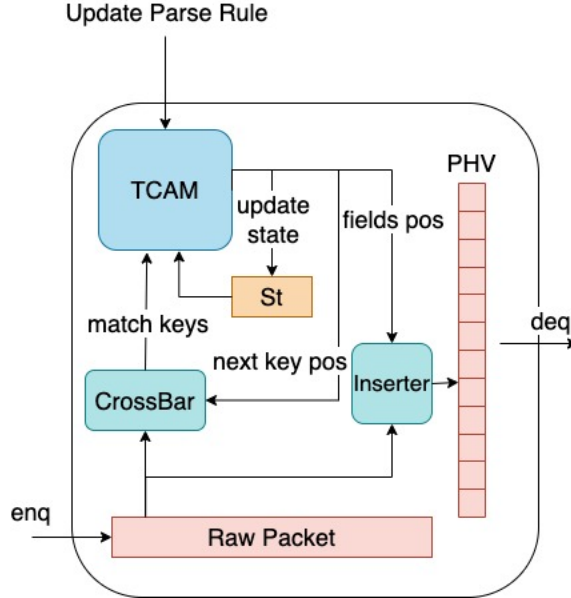 Update Parse Rule
TCAM
PHV
update
state
fields pos
St
match keys
deq
next key pos
Inserter
CrossBar
enq
Raw Packet